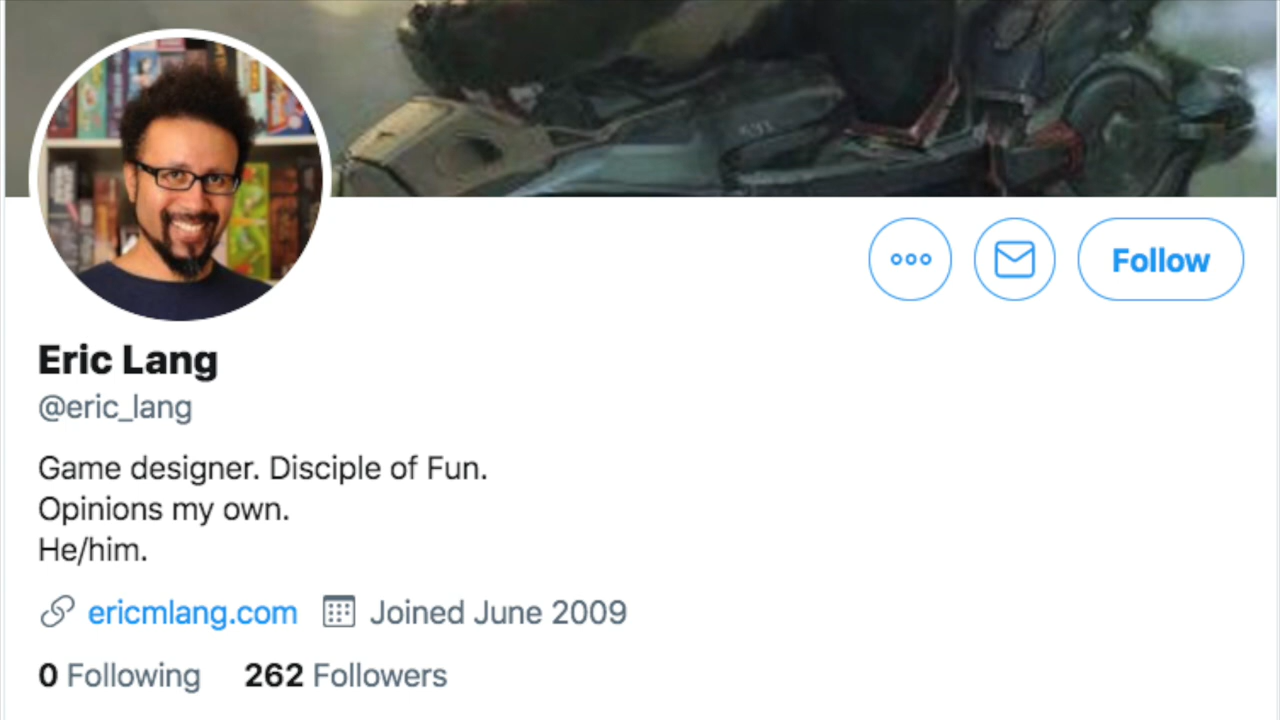 Follow
Eric Lang
@eric_lang
Game designer. Disciple of Fun.
Opinions my own.
He/him.
ericmlang.com Joined June 2009
0 Following 262 Followers